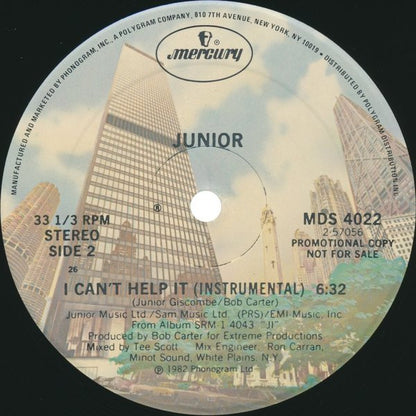 MANUFACTURED AND MARKETED BY PHONOGRAM, INC., A POLYGRAM COMPANY, 810 7TH AVENUE, NEW YORK, NY 10019 • DISTRIBUTED BY POLYGRAM DISTRIBUTION INC.
mercury
JUNIOR
33 1/3 RPM
STEREO
SIDE 2
MDS 4022
2-57056
PROMOTIONAL COPY
NOT FOR SALE
26
I CAN'T HELP IT (INSTRUMENTAL) 6:32
(Junior Giscombe/Bob Carter)
Junior Music Ltd./Sam Music Ltd. (PRS)/EMI Music, Inc.
From Album SRM 1 4043 "JI"
Produced by Bob Carter for Extreme Productions
Mixed by Tee Scott Mix Engineer, Ron Carran,
Minot Sound, White Plains, N.Y.
℗ 1982 Phonogram Ltd